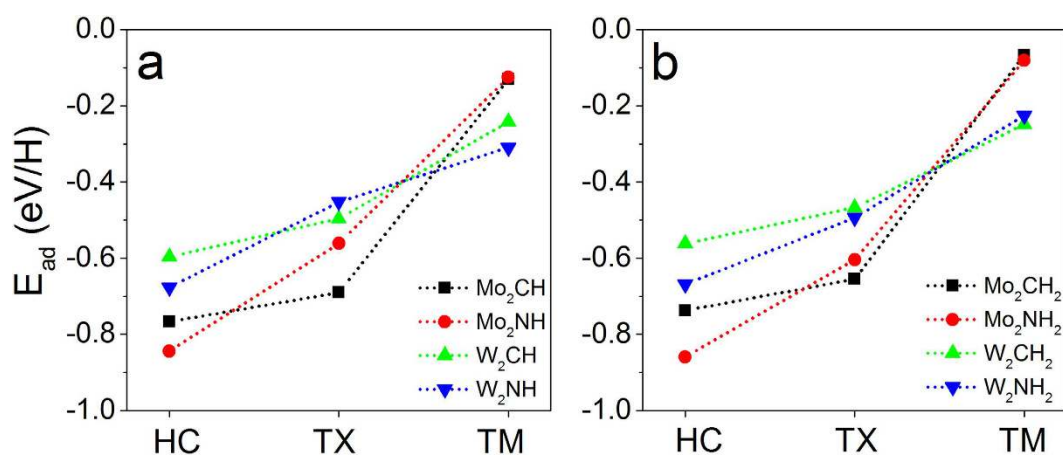 a
E_ad (eV/H)
0.0
-0.2
-0.4
-0.6
-0.8
-1.0
HC TX TM
Mo₂CH
Mo₂NH
W₂CH
W₂NH
b
0.0
-0.2
-0.4
-0.6
-0.8
-1.0
HC TX TM
Mo₂CH₂
Mo₂NH₂
W₂CH₂
W₂NH₂